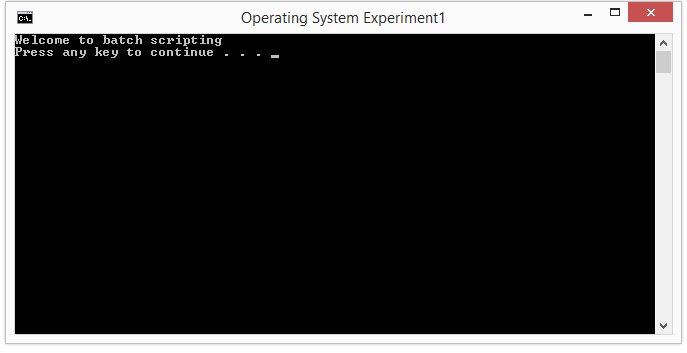 Operating System Experiment1
Welcome to batch scripting
Press any key to continue . . . _